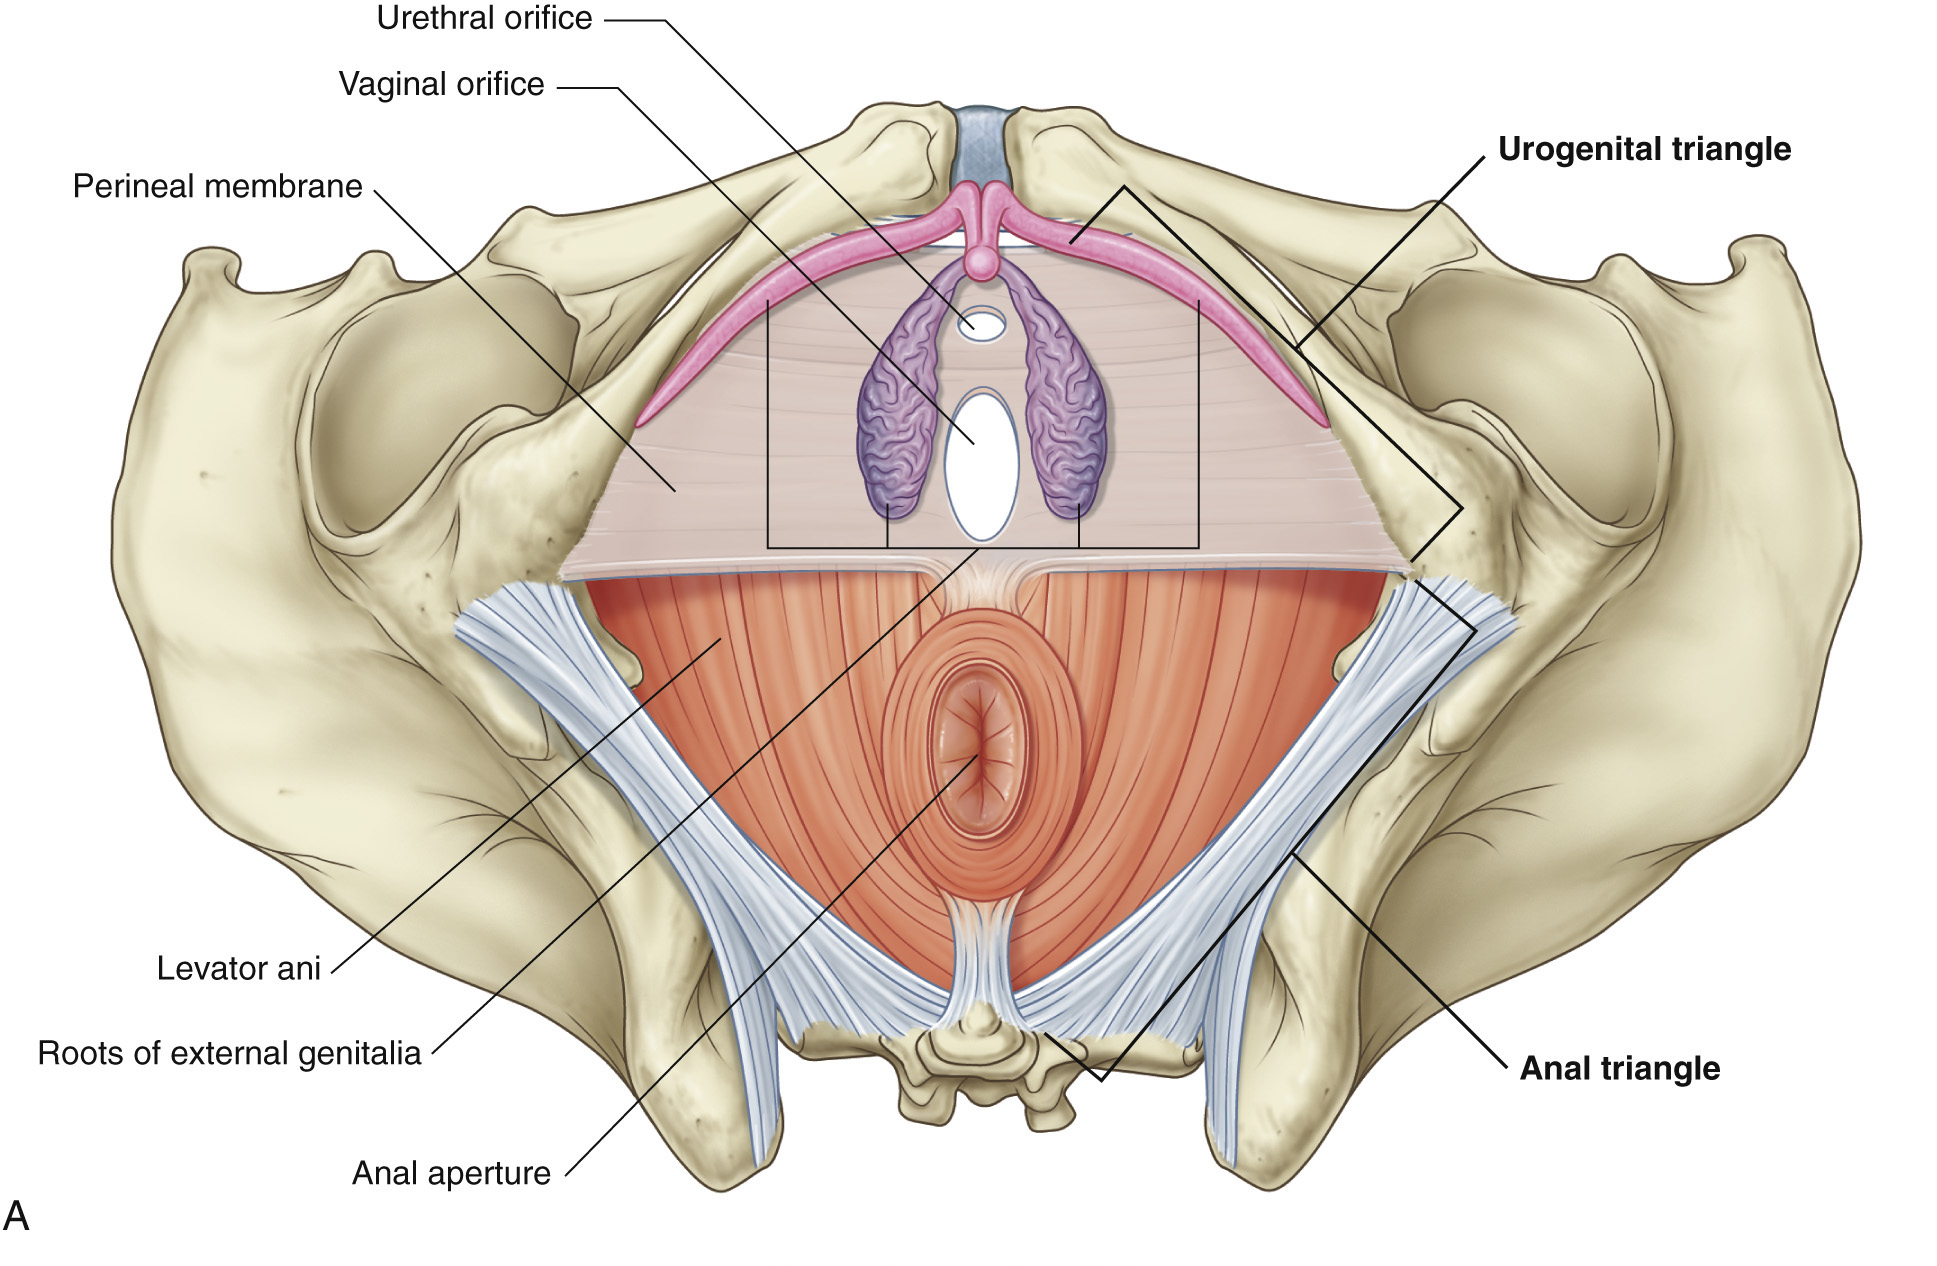 Urethral orifice
Vaginal orifice
Urogenital triangle
Perineal membrane
Levator ani
Roots of external genitalia
Anal triangle
Anal aperture
A